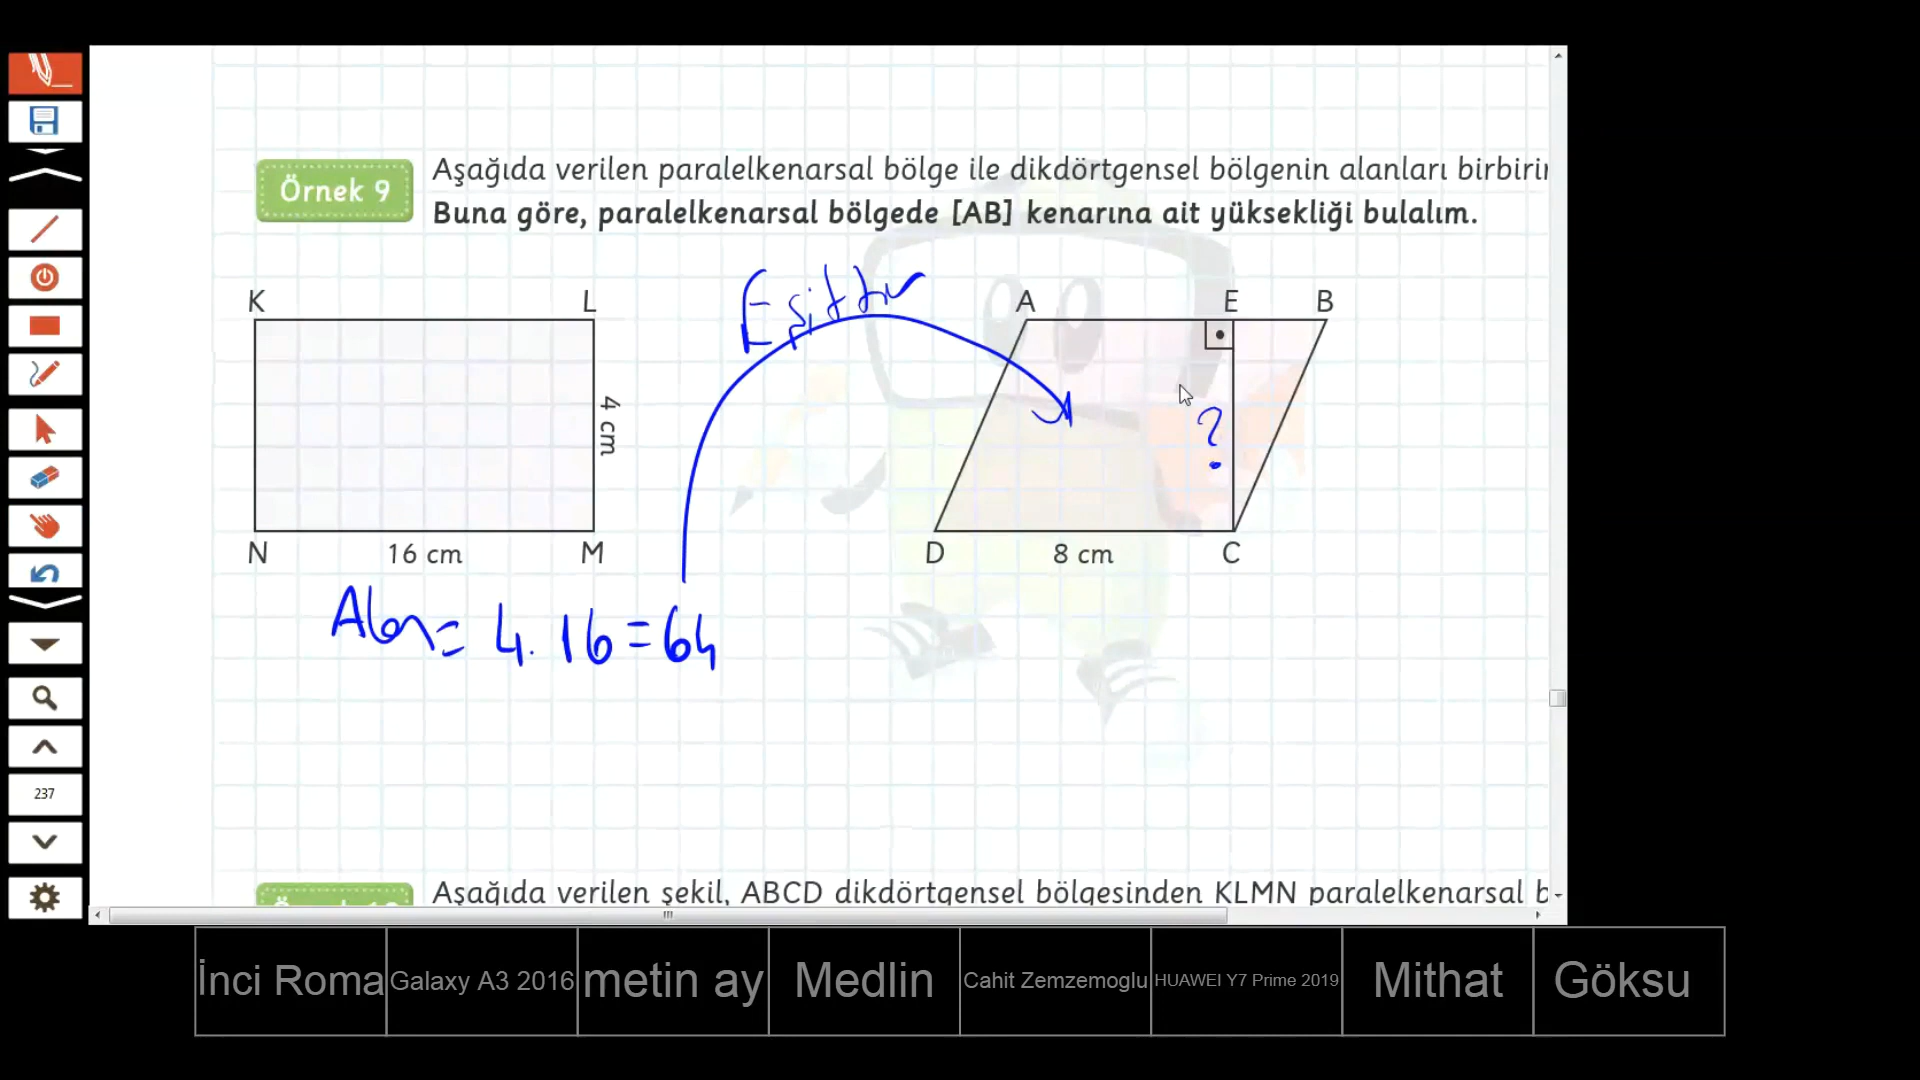 Örnek 9
Aşağıda verilen paralelkenarsal bölge ile dikdörtgensel bölgenin alanları birbirin
Buna göre, paralelkenarsal bölgede [AB] kenarına ait yüksekliği bulalım.
Eşittir
K L
A E B
4 cm
?
N 16 cm M
D 8 cm C
Alan = 4. 16 = 64
237
Aşağıda verilen şekil, ABCD dikdörtgensel bölgesinden KLMN paralelkenarsal b
İnci Roma
Galaxy A3 2016
metin ay
Medlin
Cahit Zemzemoglu
HUAWEI Y7 Prime 2019
Mithat
Göksu